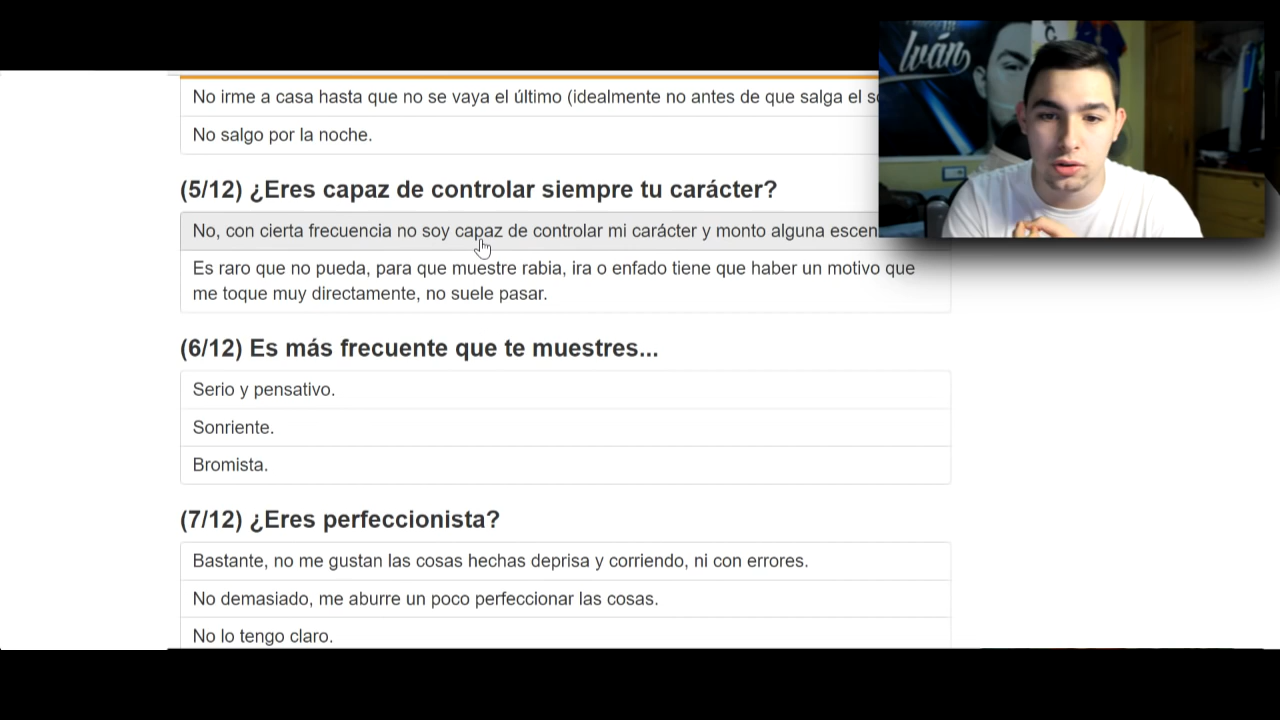 Iván
No irme a casa hasta que no se vaya el último (idealmente no antes de que salga el
No salgo por la noche.
(5/12) ¿Eres capaz de controlar siempre tu carácter?
No, con cierta frecuencia no soy capaz de controlar mi carácter y monto alguna escen
Es raro que no pueda, para que muestre rabia, ira o enfado tiene que haber un motivo que
me toque muy directamente, no suele pasar.
(6/12) Es más frecuente que te muestres...
Serio y pensativo.
Sonriente.
Bromista.
(7/12) ¿Eres perfeccionista?
Bastante, no me gustan las cosas hechas deprisa y corriendo, ni con errores.
No demasiado, me aburre un poco perfeccionar las cosas.
No lo tengo claro.